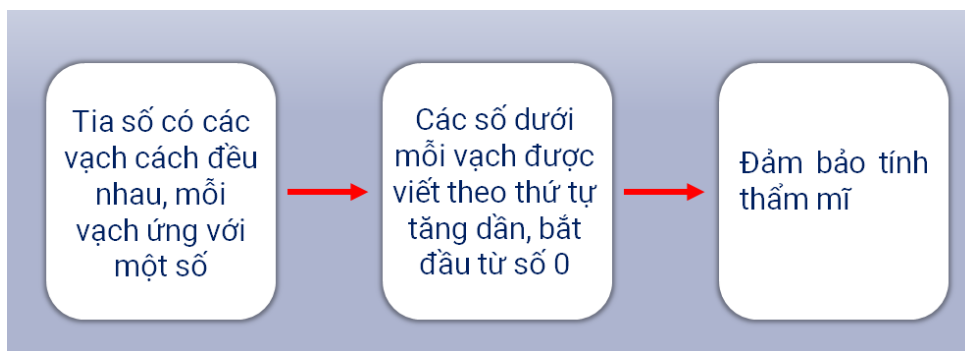 Tia số có các
vạch cách đều
nhau, mỗi
vạch ứng với
một số
Các số dưới
mỗi vạch được
viết theo thứ tự
tăng dần, bắt
đầu từ số 0
Đảm bảo tính
thẩm mĩ